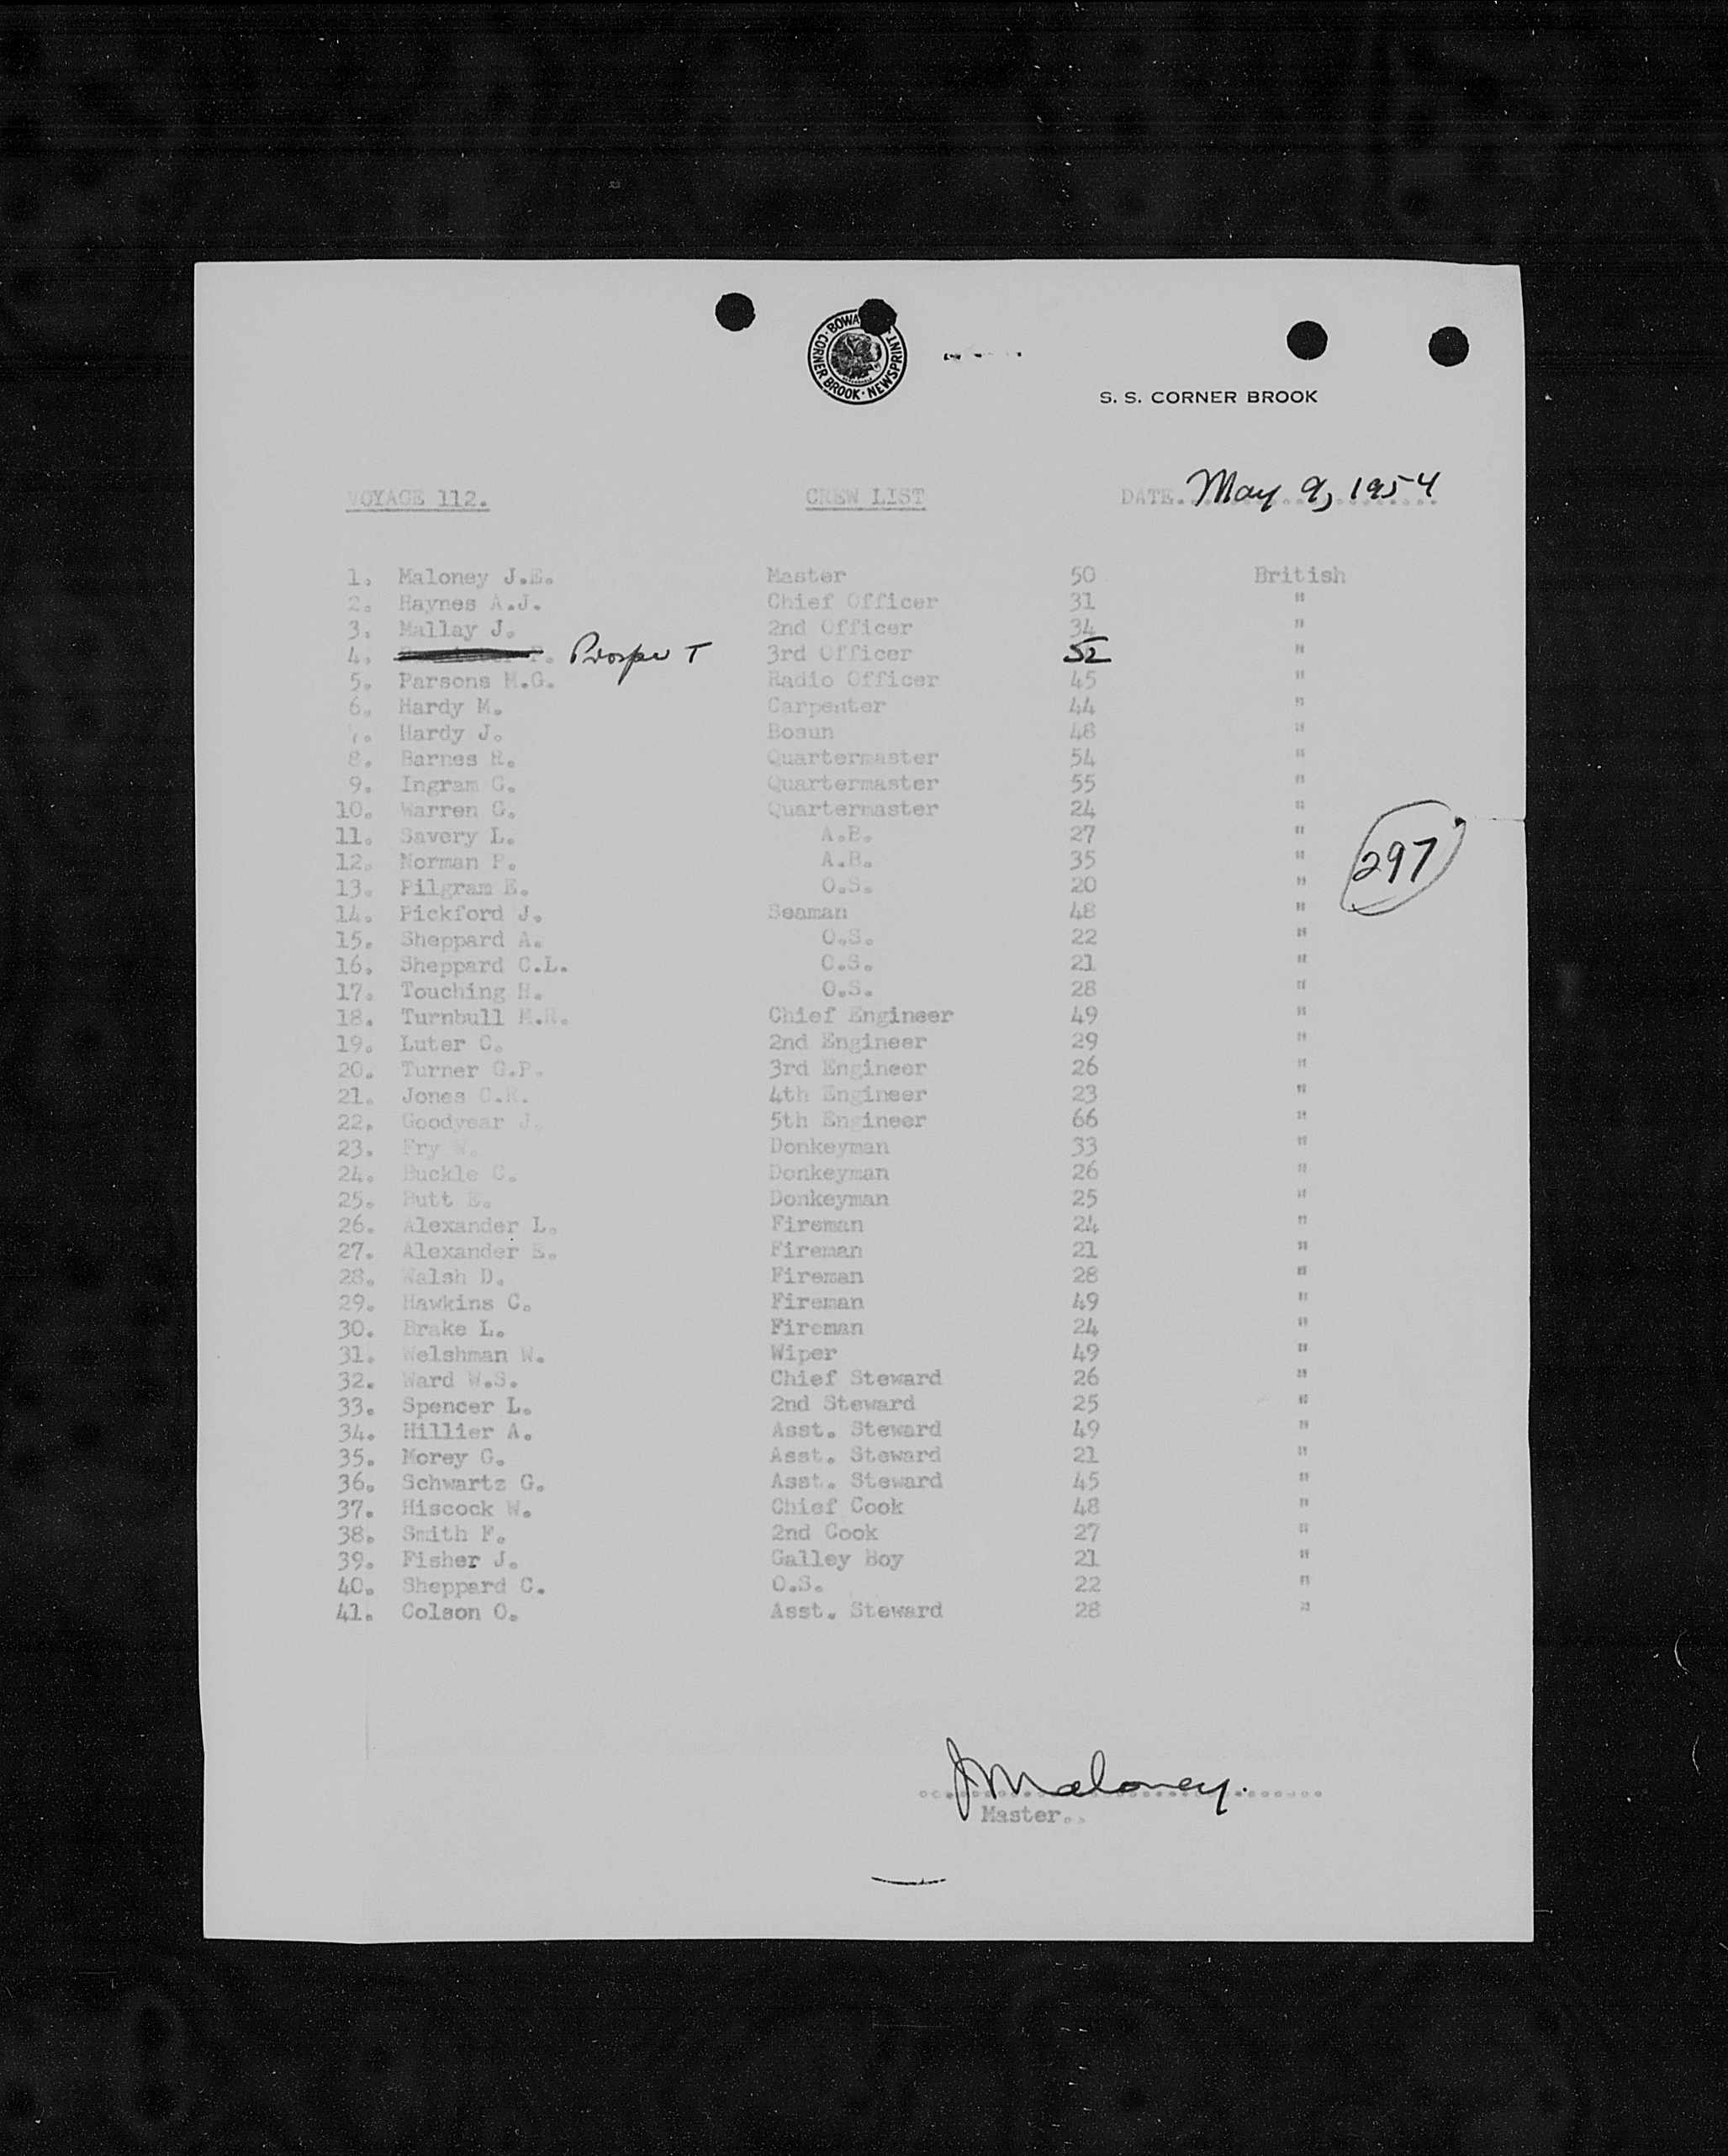 BOWA
CORNER BROOK · NEWSPRINT
S. S. CORNER BROOK
VOYAGE 112. CREW LIST DATE. May 9, 1954
1. Maloney J.E. Master 50 British
2. Haynes A.J. Chief Officer 31 "
3. Mallay J. 2nd Officer 34 "
4. P. Prosper T 3rd Officer 52 "
5. Parsons M.G. Radio Officer 45 "
6. Hardy M. Carpenter 44 "
7. Hardy J. Bosun 48 "
8. Barnes R. Quartermaster 54 "
9. Ingram G. Quartermaster 55 "
10. Warren G. Quartermaster 24 "
11. Savery L. A.B. 27 "
12. Norman P. A.B. 35 "
297
13. Pilgram E. O.S. 20 "
14. Pickford J. Seaman 48 "
15. Sheppard A. O.S. 22 "
16. Sheppard C.L. O.S. 21 "
17. Touching H. O.S. 28 "
18. Turnbull M.R. Chief Engineer 49 "
19. Luter C. 2nd Engineer 29 "
20. Turner G.P. 3rd Engineer 26 "
21. Jones C.K. 4th Engineer 23 "
22. Goodyear J. 5th Engineer 66 "
23. Fry W. Donkeyman 33 "
24. Buckle C. Donkeyman 26 "
25. Butt E. Donkeyman 25 "
26. Alexander L. Fireman 24 "
27. Alexander E. Fireman 21 "
28. Walsh D. Fireman 28 "
29. Hawkins C. Fireman 49 "
30. Brake L. Fireman 24 "
31. Welshman W. Wiper 49 "
32. Ward W.S. Chief Steward 26 "
33. Spencer L. 2nd Steward 25 "
34. Hillier A. Asst. Steward 49 "
35. Morey G. Asst. Steward 21 "
36. Schwartz G. Asst. Steward 45 "
37. Hiscock W. Chief Cook 48 "
38. Smith F. 2nd Cook 27 "
39. Fisher J. Galley Boy 21 "
40. Sheppard C. O.S. 22 "
41. Colson O. Asst. Steward 28 "
J Maloney.
Master..